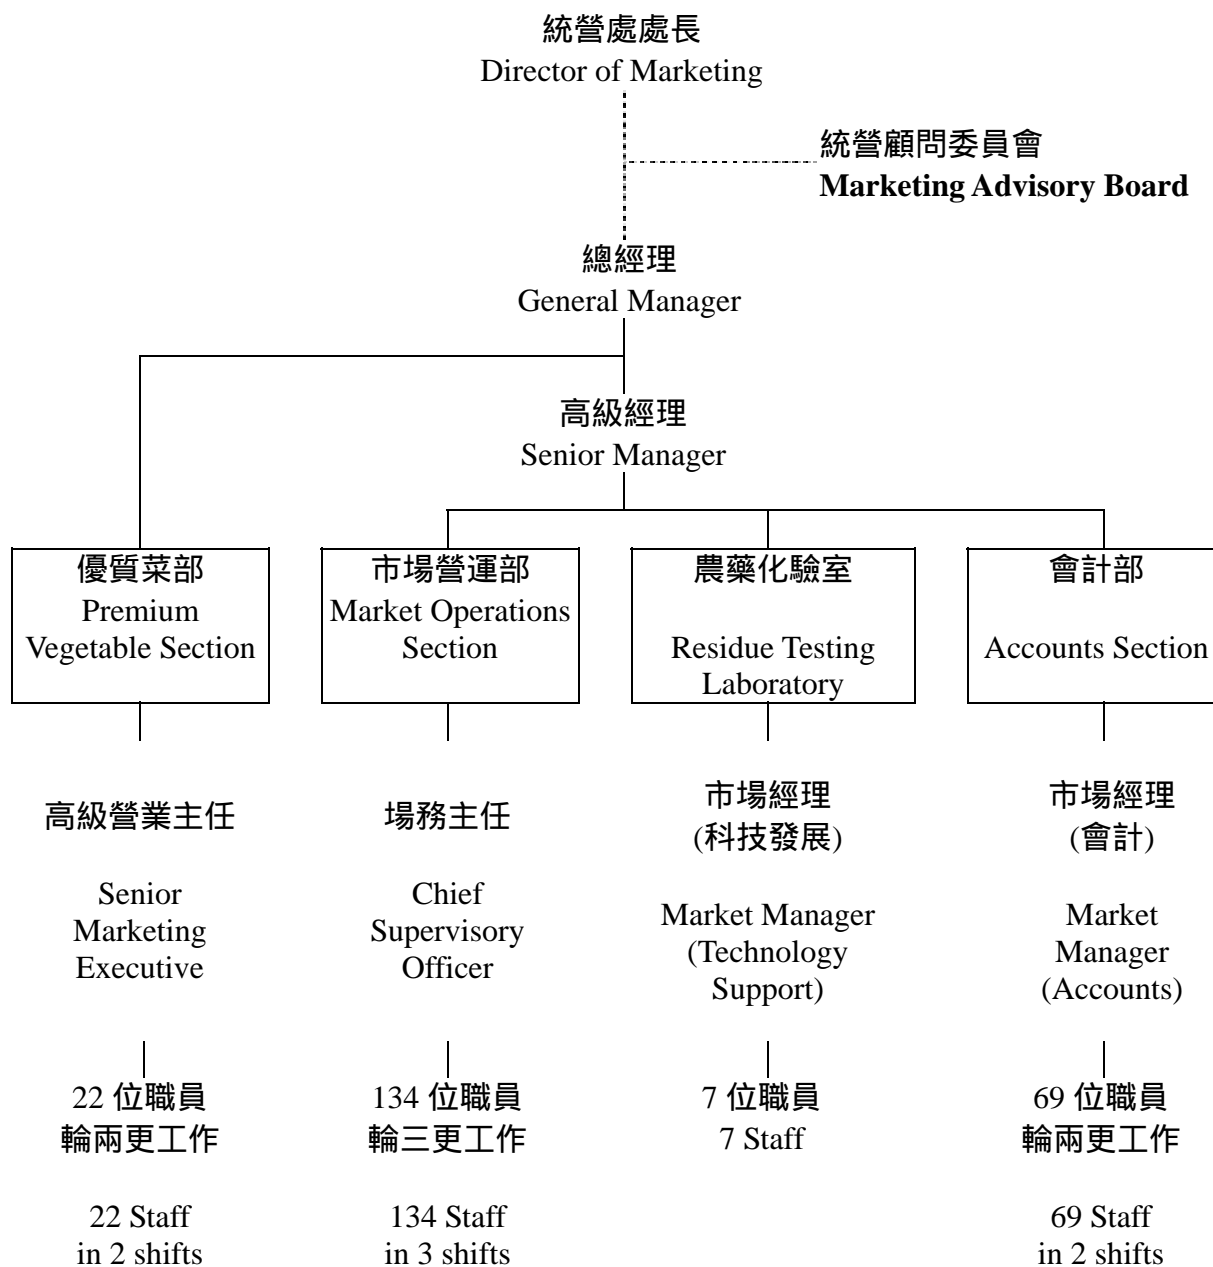 統營處處長
Director of Marketing
統營顧問委員會
Marketing Advisory Board
總經理
General Manager
高級經理
Senior Manager
優質菜部
Premium
Vegetable Section
市場營運部
Market Operations
Section
農藥化驗室
Residue Testing
Laboratory
會計部
Accounts Section
高級營業主任
Senior
Marketing
Executive
場務主任
Chief
Supervisory
Officer
市場經理
(科技發展)
Market Manager
(Technology
Support)
市場經理
(會計)
Market
Manager
(Accounts)
22 位職員
輪兩更工作
22 Staff
in 2 shifts
134 位職員
輪三更工作
134 Staff
in 3 shifts
7 位職員
7 Staff
69 位職員
輪兩更工作
69 Staff
in 2 shifts